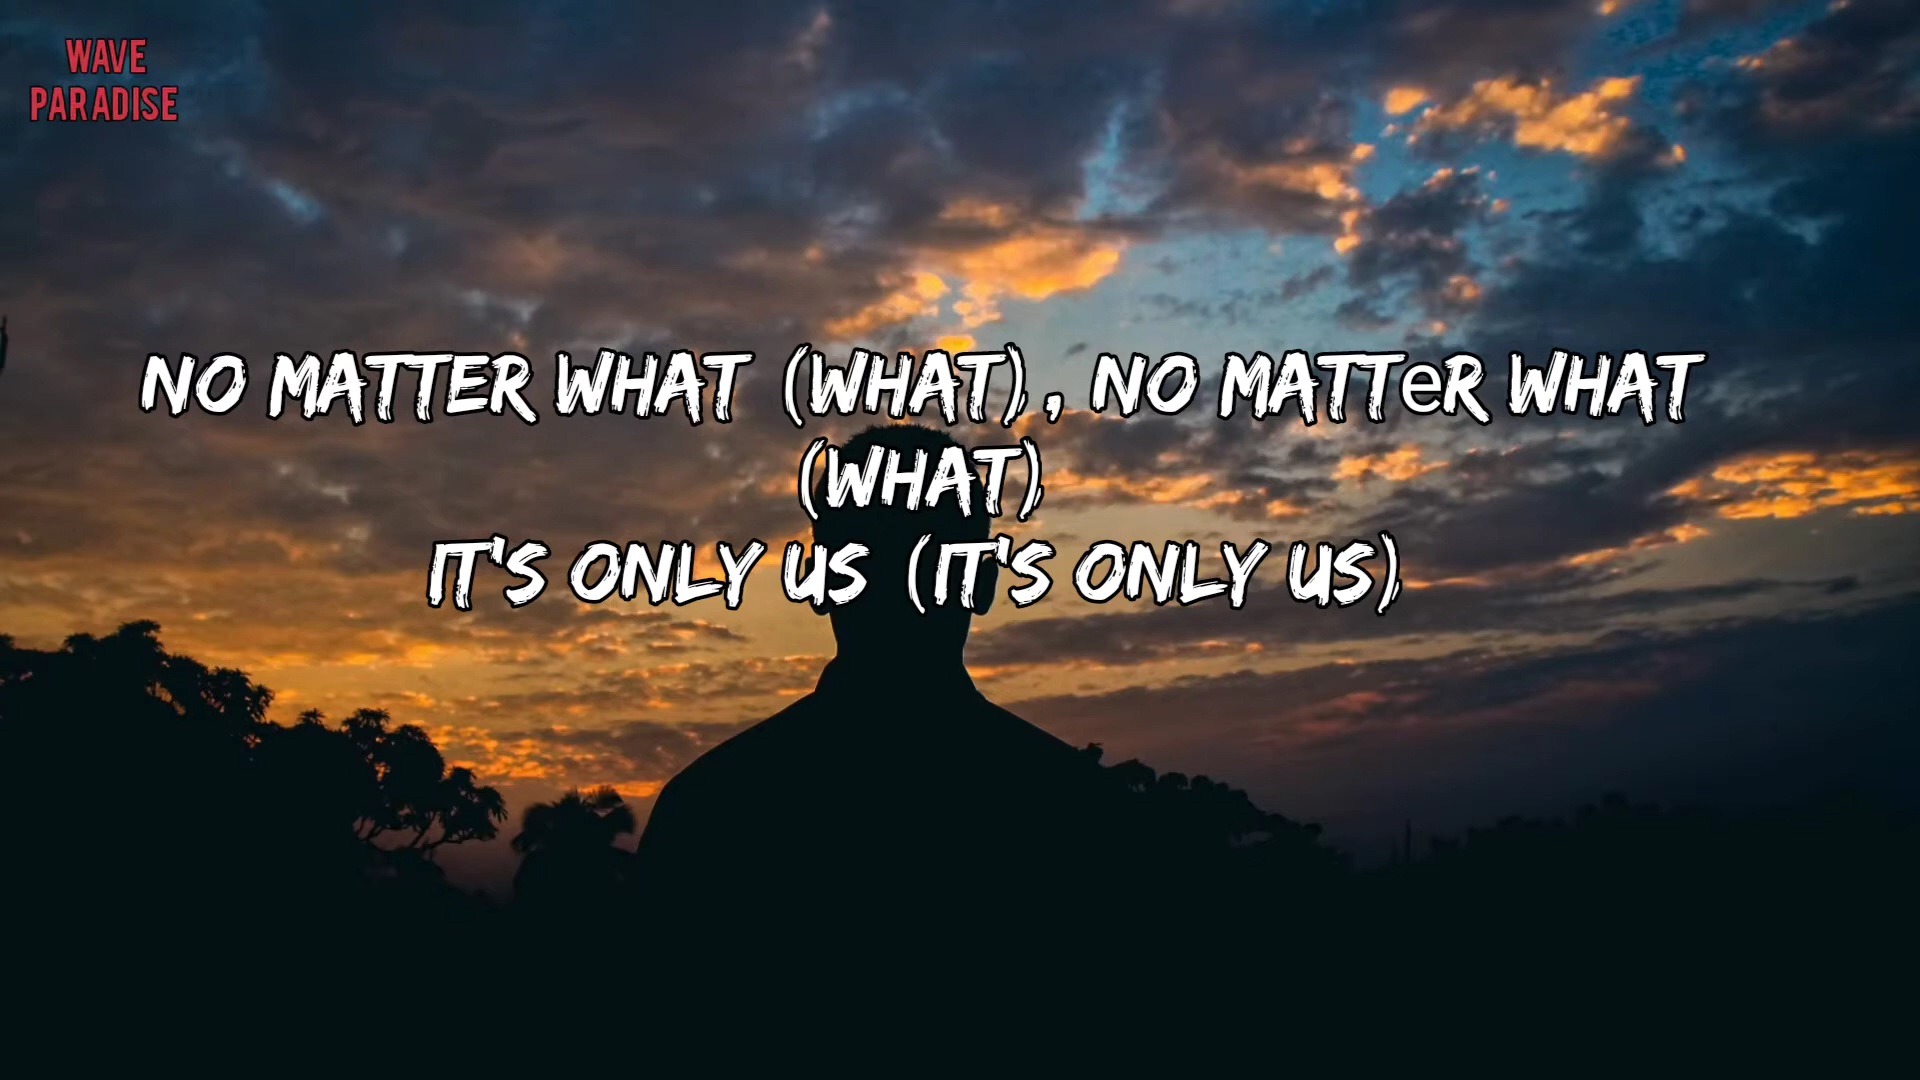 WAVE
PARADISE
NO MATTER WHAT (WHAT), NO MATTeR WHAT
(WHAT)
IT'S ONLY US (IT'S ONLY US)